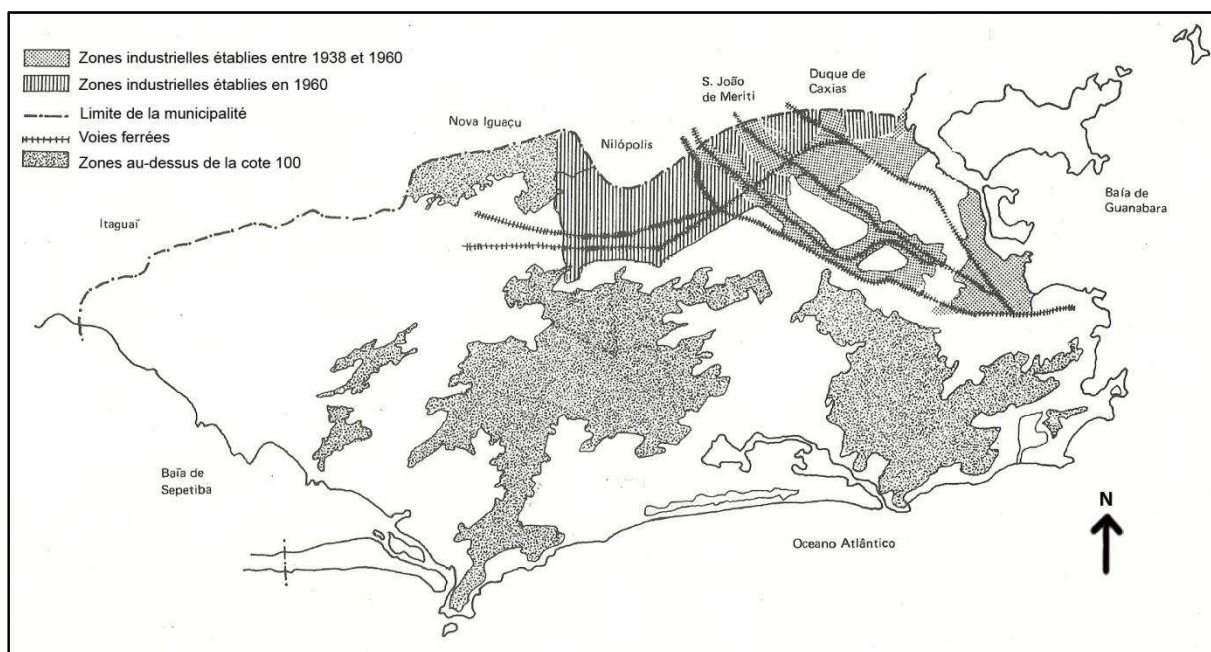 Zones industrielles établies entre 1938 et 1960
Zones industrielles établies en 1960
Limite de la municipalité
Voies ferrées
Zones au-dessus de la cote 100
Duque de
Caxias
S. João
de Meriti
Nova Iguaçu
Nilópolis
Itaguaí
Baía de
Guanabara
Baía de
Sepetiba
N
Oceano Atlântico